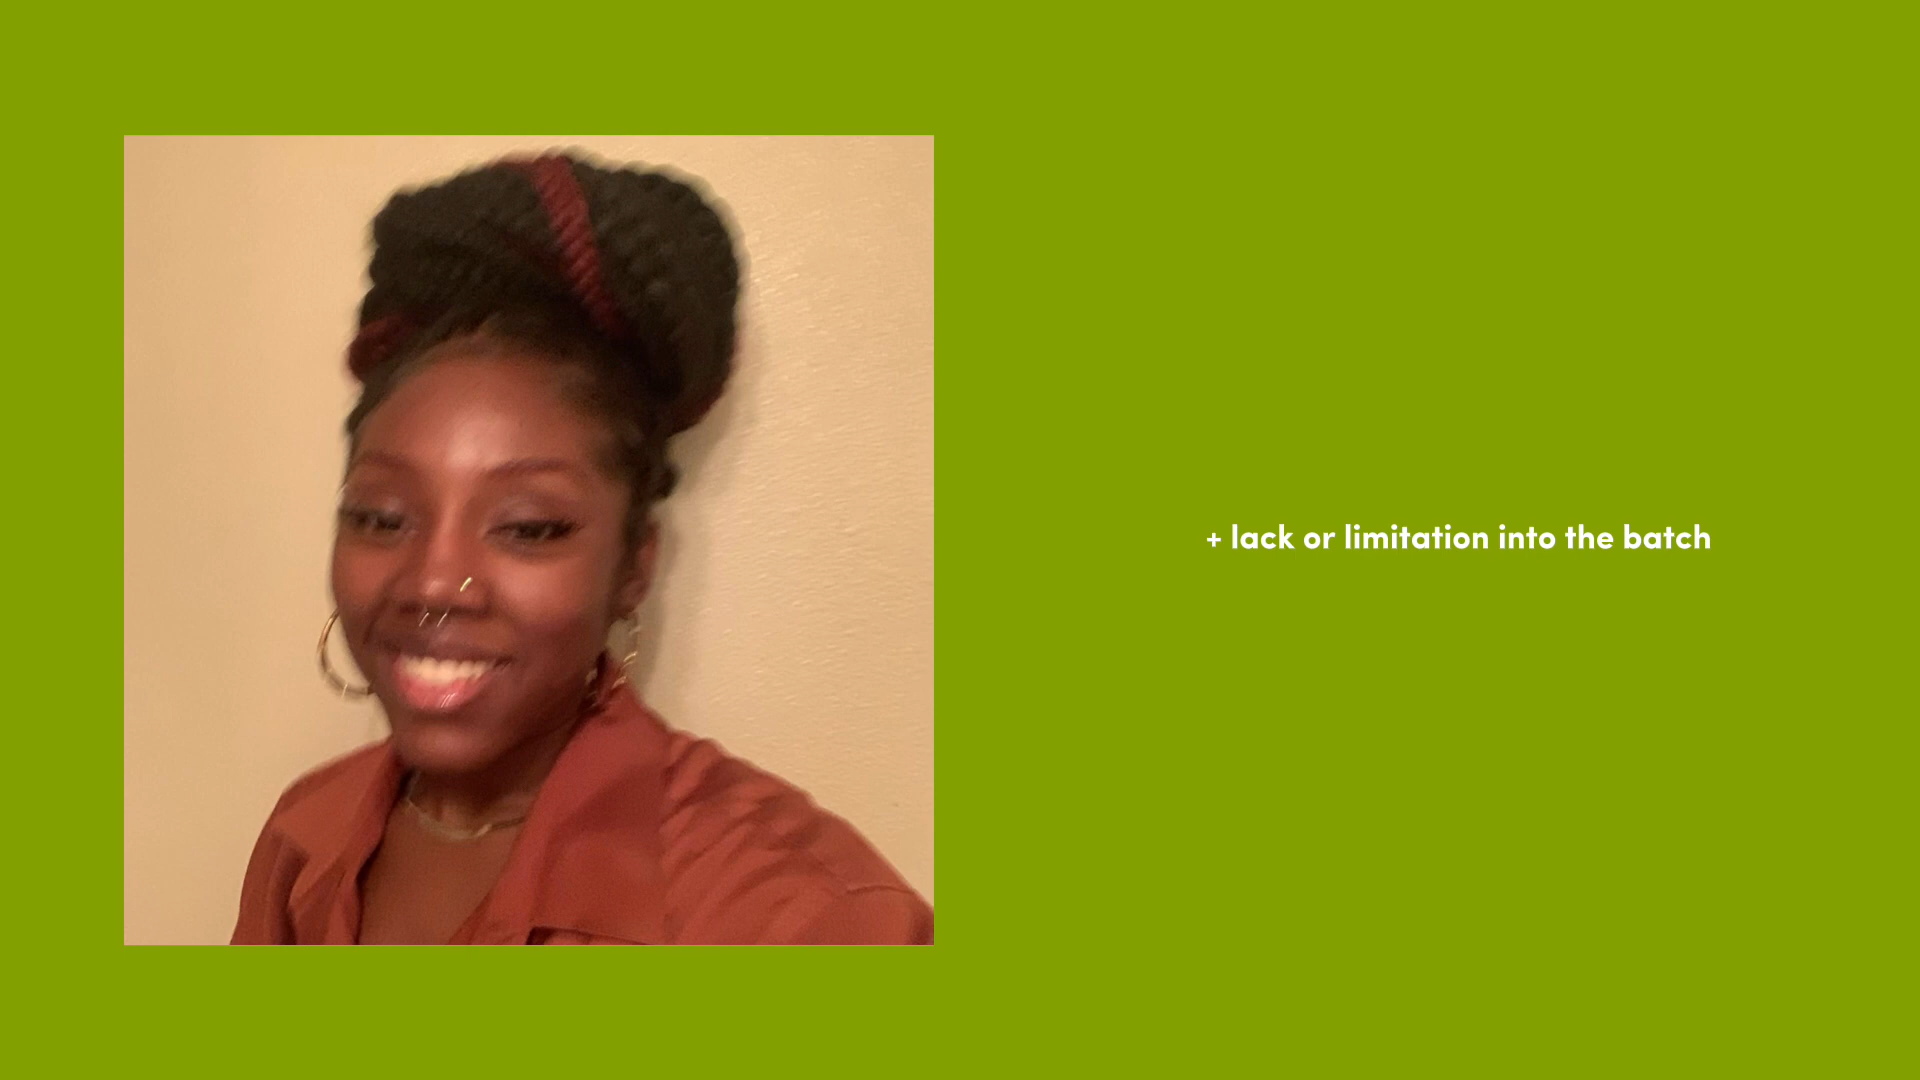 + lack or limitation into the batch